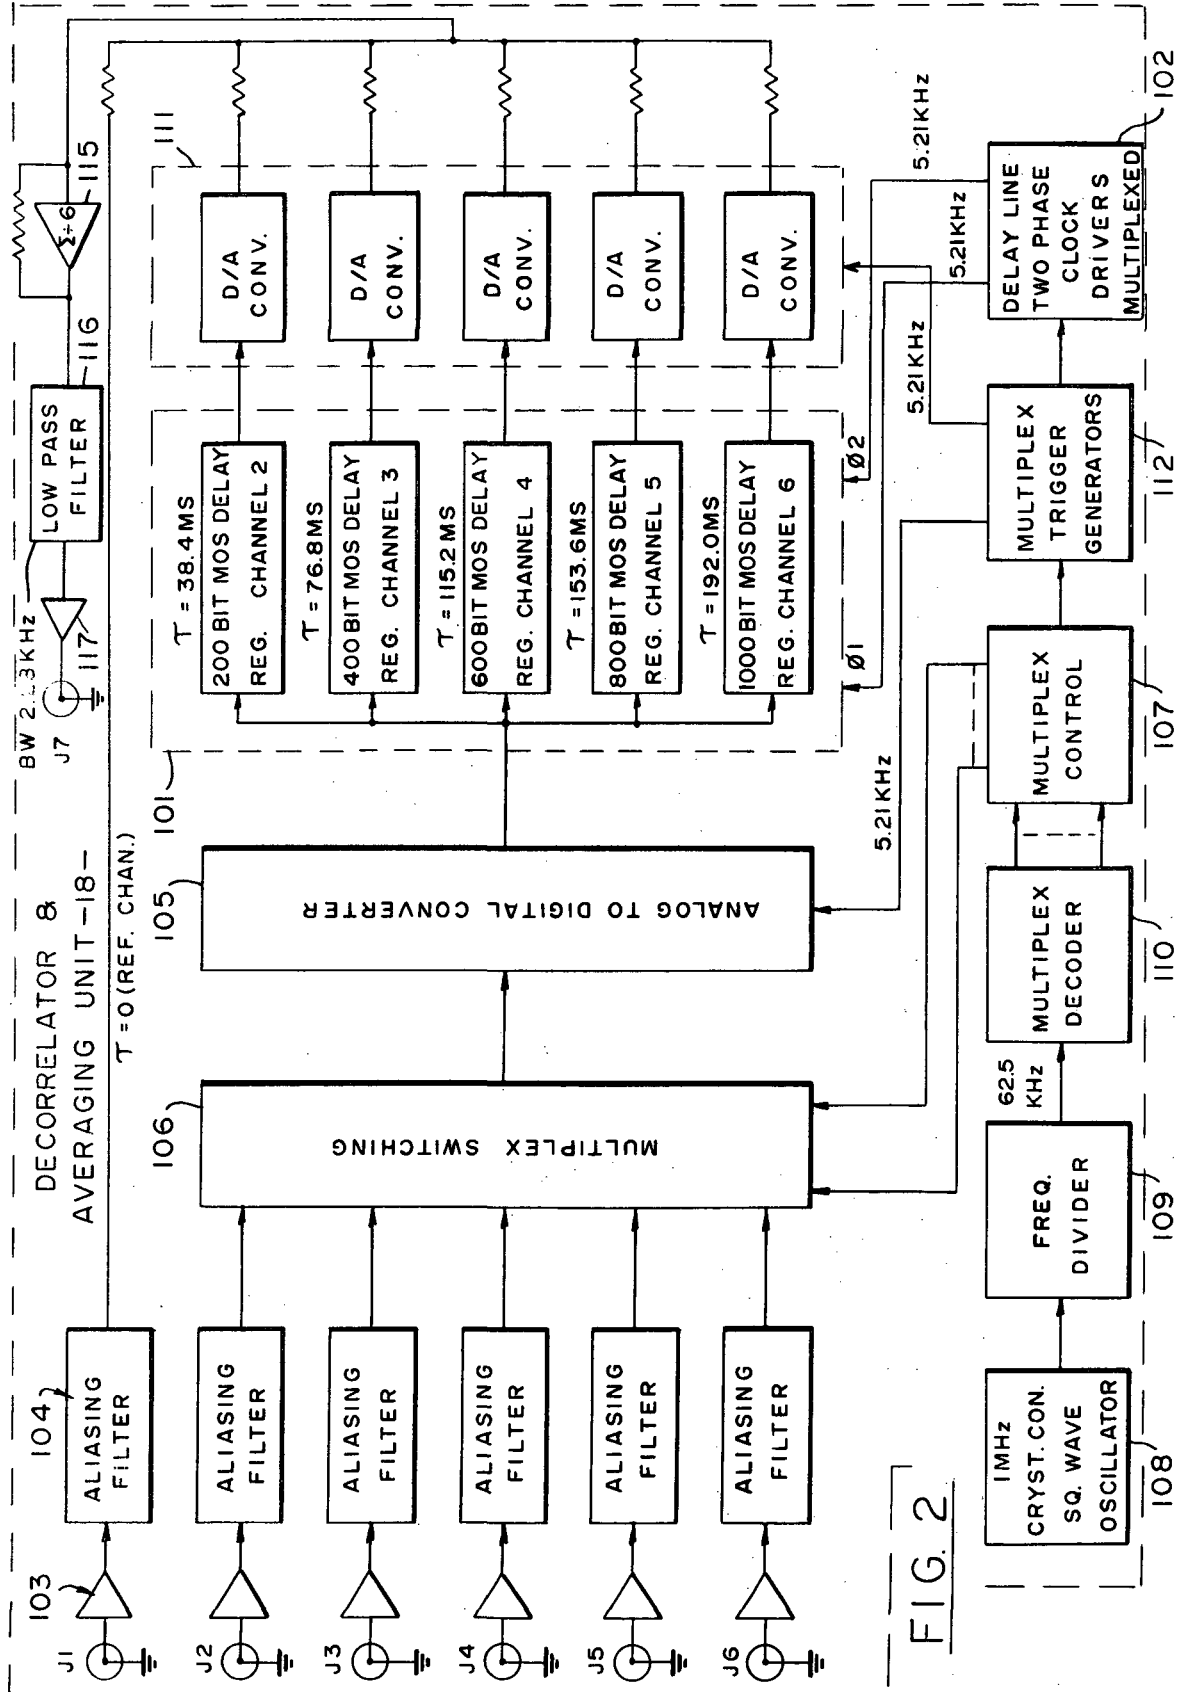 DECORRELATOR &
AVERAGING UNIT-18-
J1
103
104
ALIASING
FILTER
J2
ALIASING
FILTER
J3
ALIASING
FILTER
J4
ALIASING
FILTER
J5
ALIASING
FILTER
J6
ALIASING
FILTER
τ = 0 (REF. CHAN.)
106
MULTIPLEX SWITCHING
105
ANALOG TO DIGITAL CONVERTER
101
τ = 38.4MS
200 BIT MOS DELAY
REG. CHANNEL 2
τ = 76.8MS
400 BIT MOS DELAY
REG. CHANNEL 3
τ = 115.2MS
600 BIT MOS DELAY
REG. CHANNEL 4
τ = 153.6MS
800 BIT MOS DELAY
REG. CHANNEL 5
τ = 192.0MS
1000 BIT MOS DELAY
REG. CHANNEL 6
Ø1
Ø2
111
D/A
CONV.
D/A
CONV.
D/A
CONV.
D/A
CONV.
D/A
CONV.
J7
117
BW
KHz
LOW PASS
FILTER
116
Σ÷6
115
5.21KHz
5.21KHz
5.21KHz
5.21KHz
1MHz
CRYST. CON.
SQ. WAVE
OSCILLATOR
108
FREQ.
DIVIDER
109
62.5
KHz
MULTIPLEX
DECODER
110
MULTIPLEX
CONTROL
107
MULTIPLEX
TRIGGER
GENERATORS
112
DELAY LINE
TWO PHASE
CLOCK
DRIVERS
MULTIPLEXED
102
FIG. 2